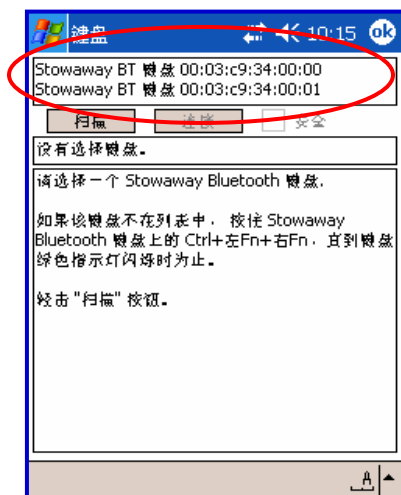 键盘 10:15 ok
Stowaway BT 键盘 00:03:c9:34:00:00
Stowaway BT 键盘 00:03:c9:34:00:01
扫描 连接 安全
没有选择键盘。
请选择一个 Stowaway Bluetooth 键盘.
如果该键盘不在列表中, 按住 Stowaway
Bluetooth 键盘上的 Ctrl+左Fn+右Fn, 直到键盘
绿色指示灯闪烁时为止。
轻击 "扫描" 按钮。
A